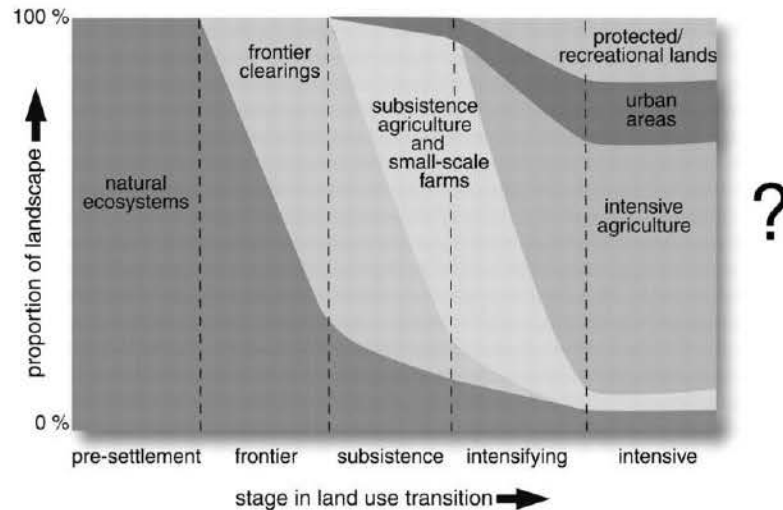 100 %
protected/
recreational lands
frontier
clearings
urban
areas
subsistence
agriculture
and
small-scale
farms
natural
ecosystems
intensive
agriculture
?
proportion of landscape
0 %
pre-settlement frontier subsistence intensifying intensive
stage in land use transition